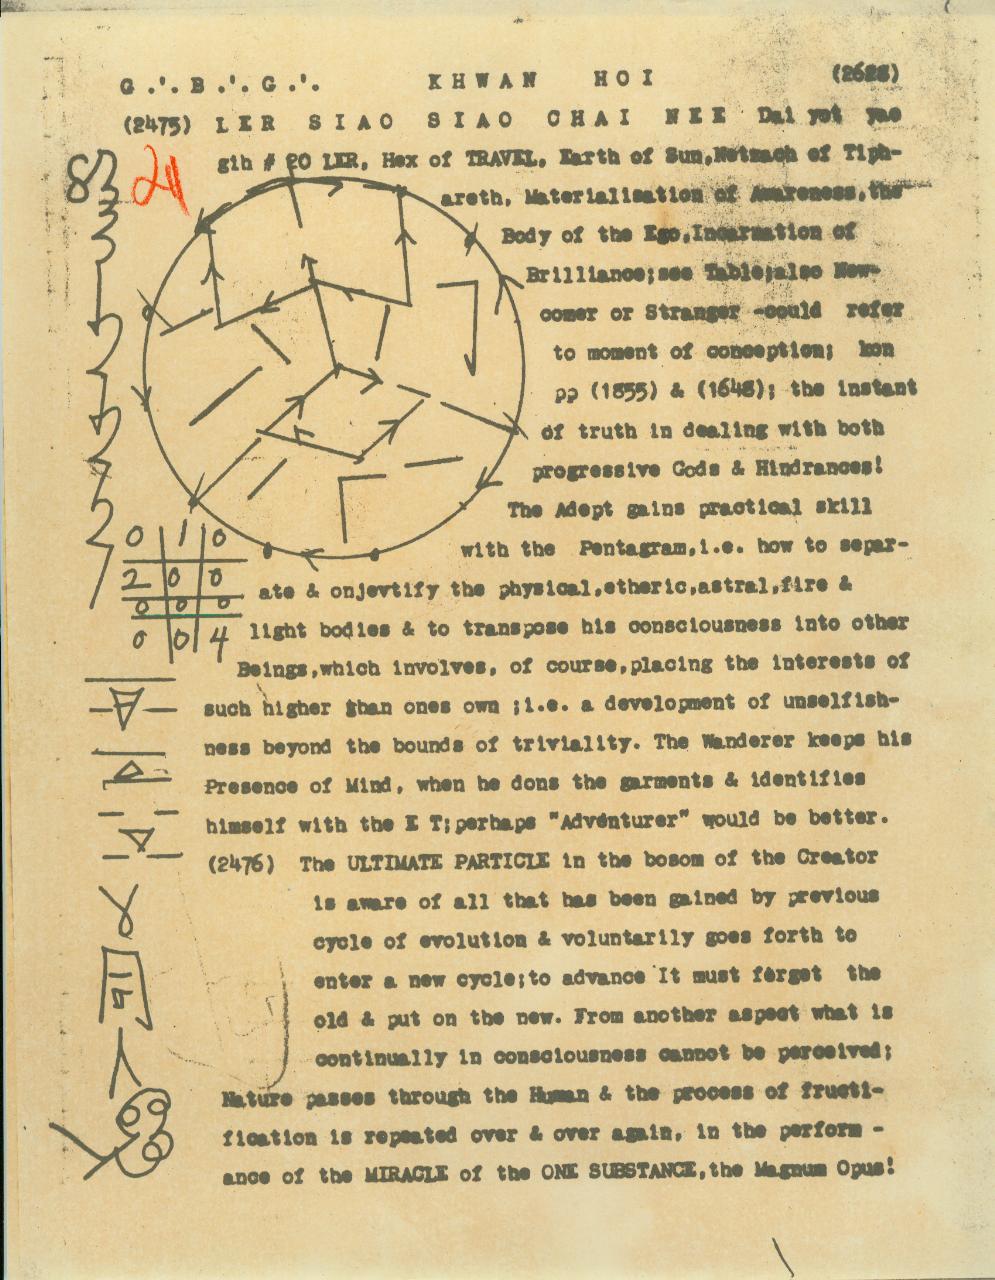 G.'.B.'.G.'. KHWAN HOI
(2475) LER SIAO SIAO CHAI NEE Dai yot yao
24
gih # 20 LER, Hex of TRAVEL, Earth of Sun,Netzach of Tiph-
areth, Materialisation of Awareness,the
Body of the Ego,Incarnation of
Brilliance;see Table;also New-
comer or Stranger -could refer
to moment of conception; kon
pp (1855) & (1648); the instant
of truth in dealing with both
progressive Gods & Hindrances!
The Adept gains practical skill
with the Pentagram,i.e. how to separ-
ate & onjevtify the physical,etheric,astral,fire &
light bodies & to transpose his consciousness into other
Beings,which involves, of course,placing the interests of
such higher than ones own ;i.e. a development of unselfish-
ness beyond the bounds of triviality. The Wanderer keeps his
Presence of Mind, when he dons the garments & identifies
himself with the E T;perhaps "Adventurer" would be better.
0 1 0
2 0 0
0 0 0
0 0 4
(2476) The ULTIMATE PARTICLE in the bosom of the Creator
is aware of all that has been gained by previous
cycle of evolution & voluntarily goes forth to
enter a new cycle;to advance It must forget the
old & put on the new. From another aspect what is
continually in consciousness cannot be perceived;
Nature passes through the Human & the process of fructi-
fication is repeated over & over again, in the perform -
ance of the MIRACLE of the ONE SUBSTANCE,the Magnum Opus!